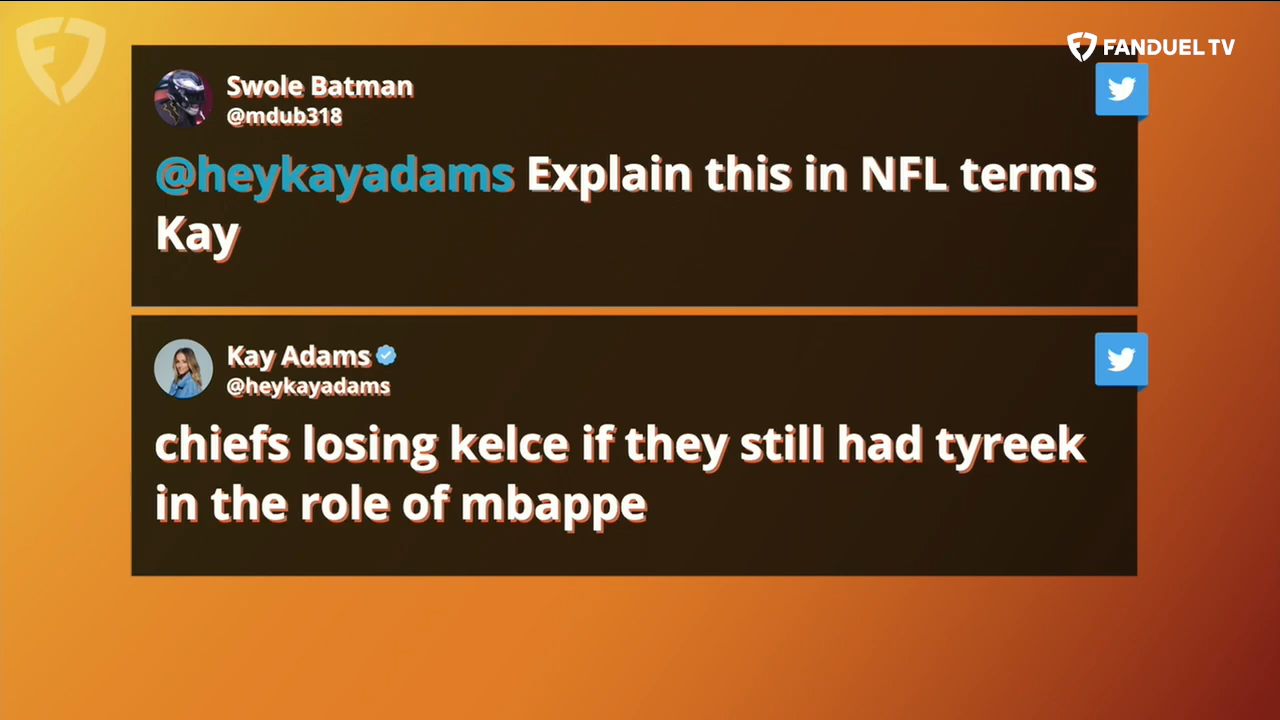 FANDUEL TV
Swole Batman
@mdub318
@heykayadams Explain this in NFL terms
Kay
Kay Adams
@heykayadams
chiefs losing kelce if they still had tyreek
in the role of mbappe